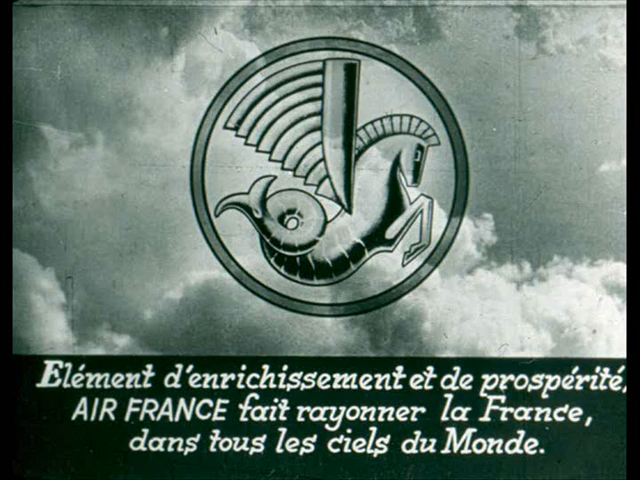 Elément d'enrichissement et de prospérité,
AIR FRANCE fait rayonner la France,
dans tous les ciels du Monde.